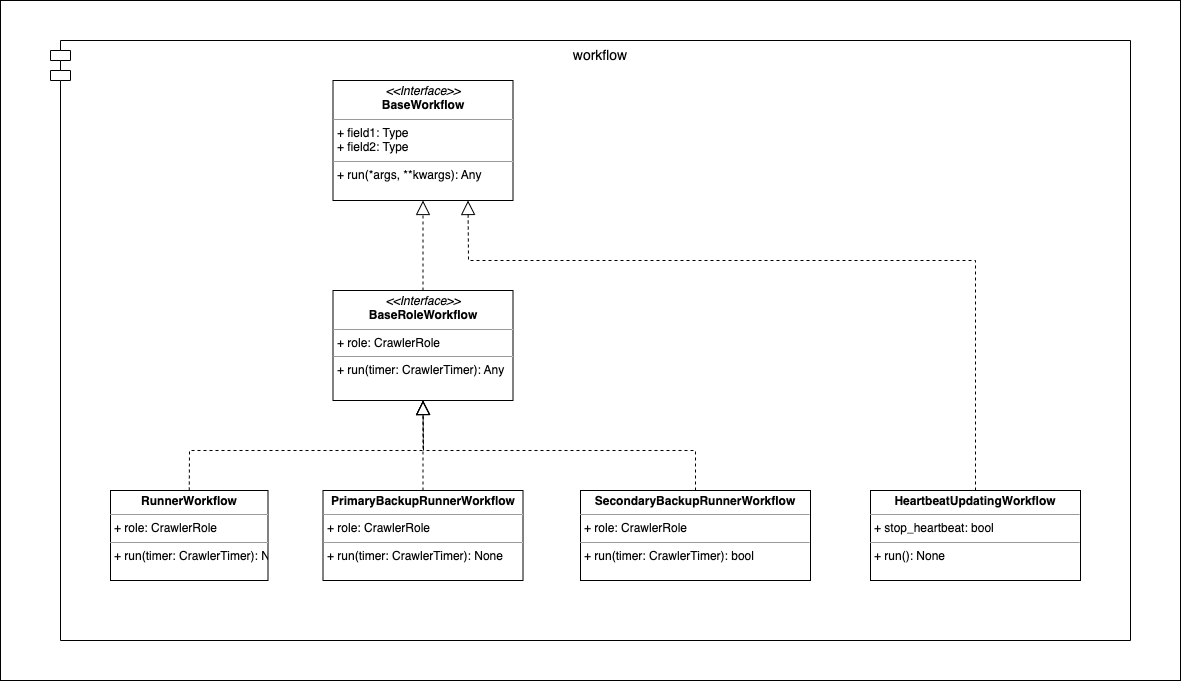 workflow
<<Interface>>
BaseWorkflow
+ field1: Type
+ field2: Type
+ run(*args, **kwargs): Any
<<Interface>>
BaseRoleWorkflow
+ role: CrawlerRole
+ run(timer: CrawlerTimer): Any
RunnerWorkflow
+ role: CrawlerRole
+ run(timer: CrawlerTimer):
PrimaryBackupRunnerWorkflow
+ role: CrawlerRole
+ run(timer: CrawlerTimer): None
SecondaryBackupRunnerWorkflow
+ role: CrawlerRole
+ run(timer: CrawlerTimer): bool
HeartbeatUpdatingWorkflow
+ stop_heartbeat: bool
+ run(): None